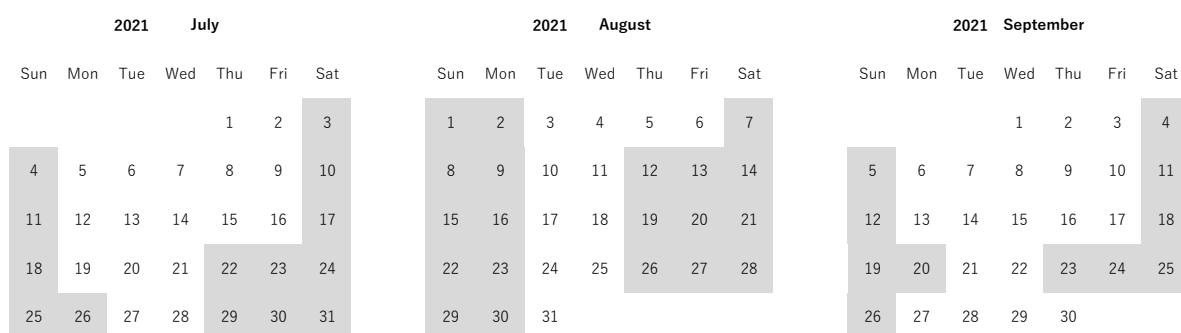 2021 July
Sun Mon Tue Wed Thu Fri Sat
1 2 3
4 5 6 7 8 9 10
11 12 13 14 15 16 17
18 19 20 21 22 23 24
25 26 27 28 29 30 31
2021 August
Sun Mon Tue Wed Thu Fri Sat
1 2 3 4 5 6 7
8 9 10 11 12 13 14
15 16 17 18 19 20 21
22 23 24 25 26 27 28
29 30 31
2021 September
Sun Mon Tue Wed Thu Fri Sat
1 2 3 4
5 6 7 8 9 10 11
12 13 14 15 16 17 18
19 20 21 22 23 24 25
26 27 28 29 30